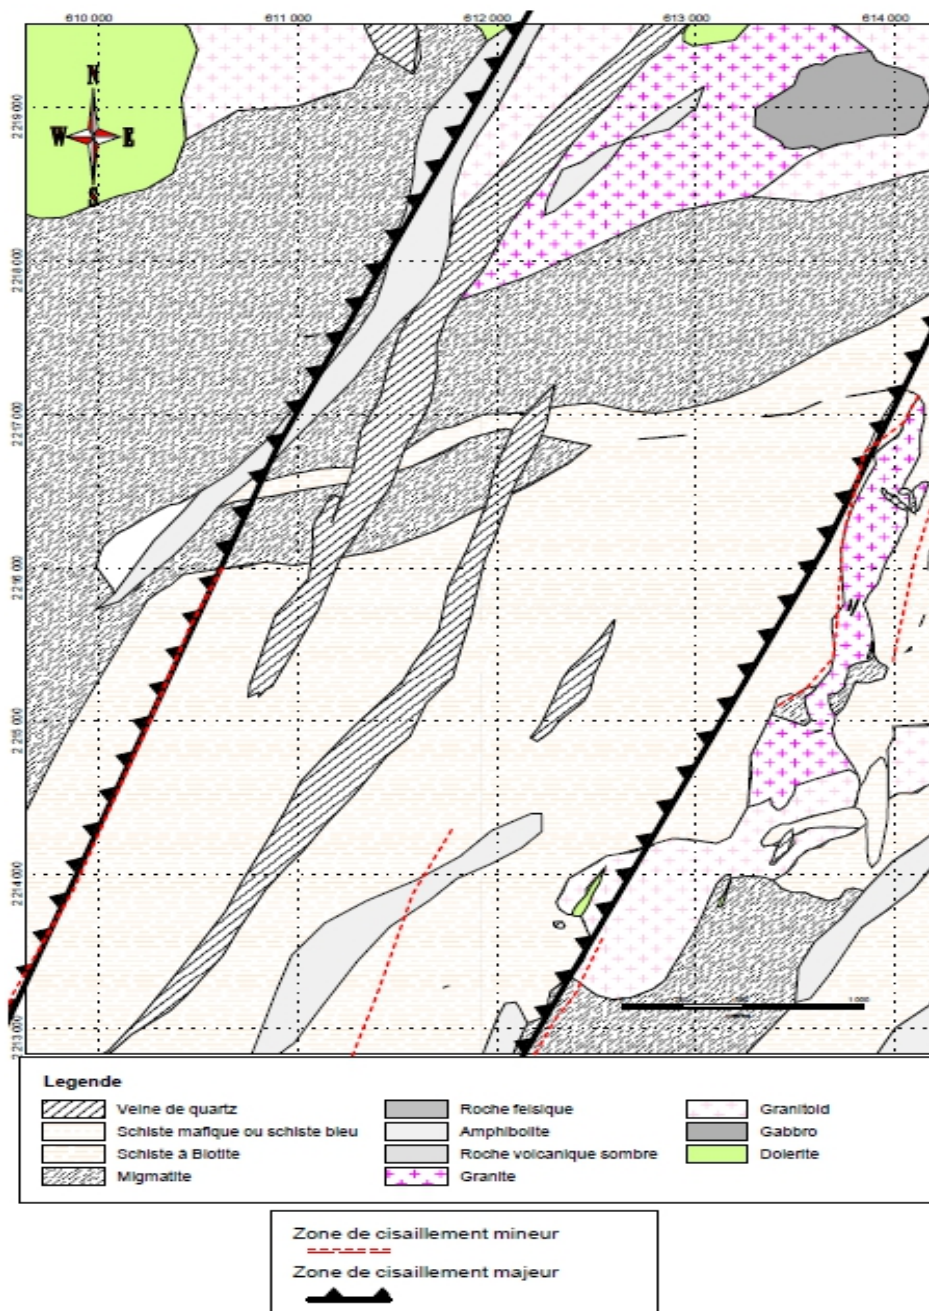 610 000 611 000 612 000 613 000 614 000
N
W E
S
2219 000
2218 000
2217 000
2216 000
2215 000
2214 000
2213 000
1 000
Legende
Veine de quartz
Schiste mafique ou schiste bleu
Schiste à Biotite
Migmatite
Roche felsique
Amphibolite
Roche volcanique sombre
Granite
Granitoid
Gabbro
Dolerite
Zone de cisaillement mineur
Zone de cisaillement majeur